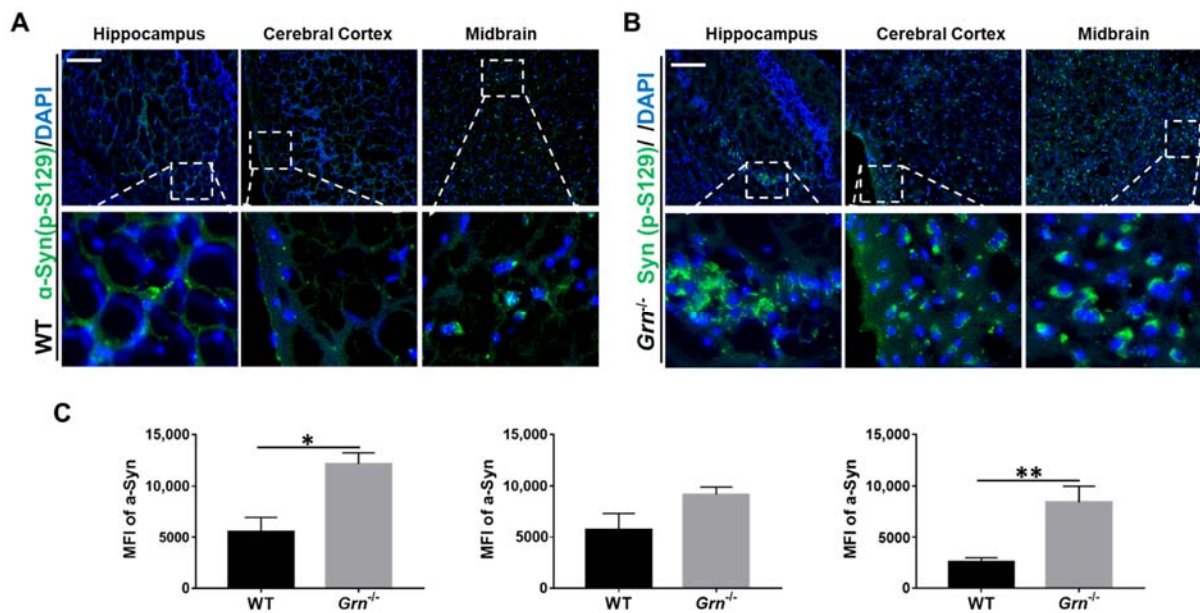 A
Hippocampus Cerebral Cortex Midbrain
WT α-Syn(p-S129)/DAPI
B
Hippocampus Cerebral Cortex Midbrain
Grn-/- Syn (p-S129)/ /DAPI
C
MFI of a-Syn
15,000
10,000
5000
0
*
WT Grn-/-
MFI of a-Syn
15,000
10,000
5000
0
WT Grn-/-
MFI of a-Syn
15,000
10,000
5000
0
**
WT Grn-/-